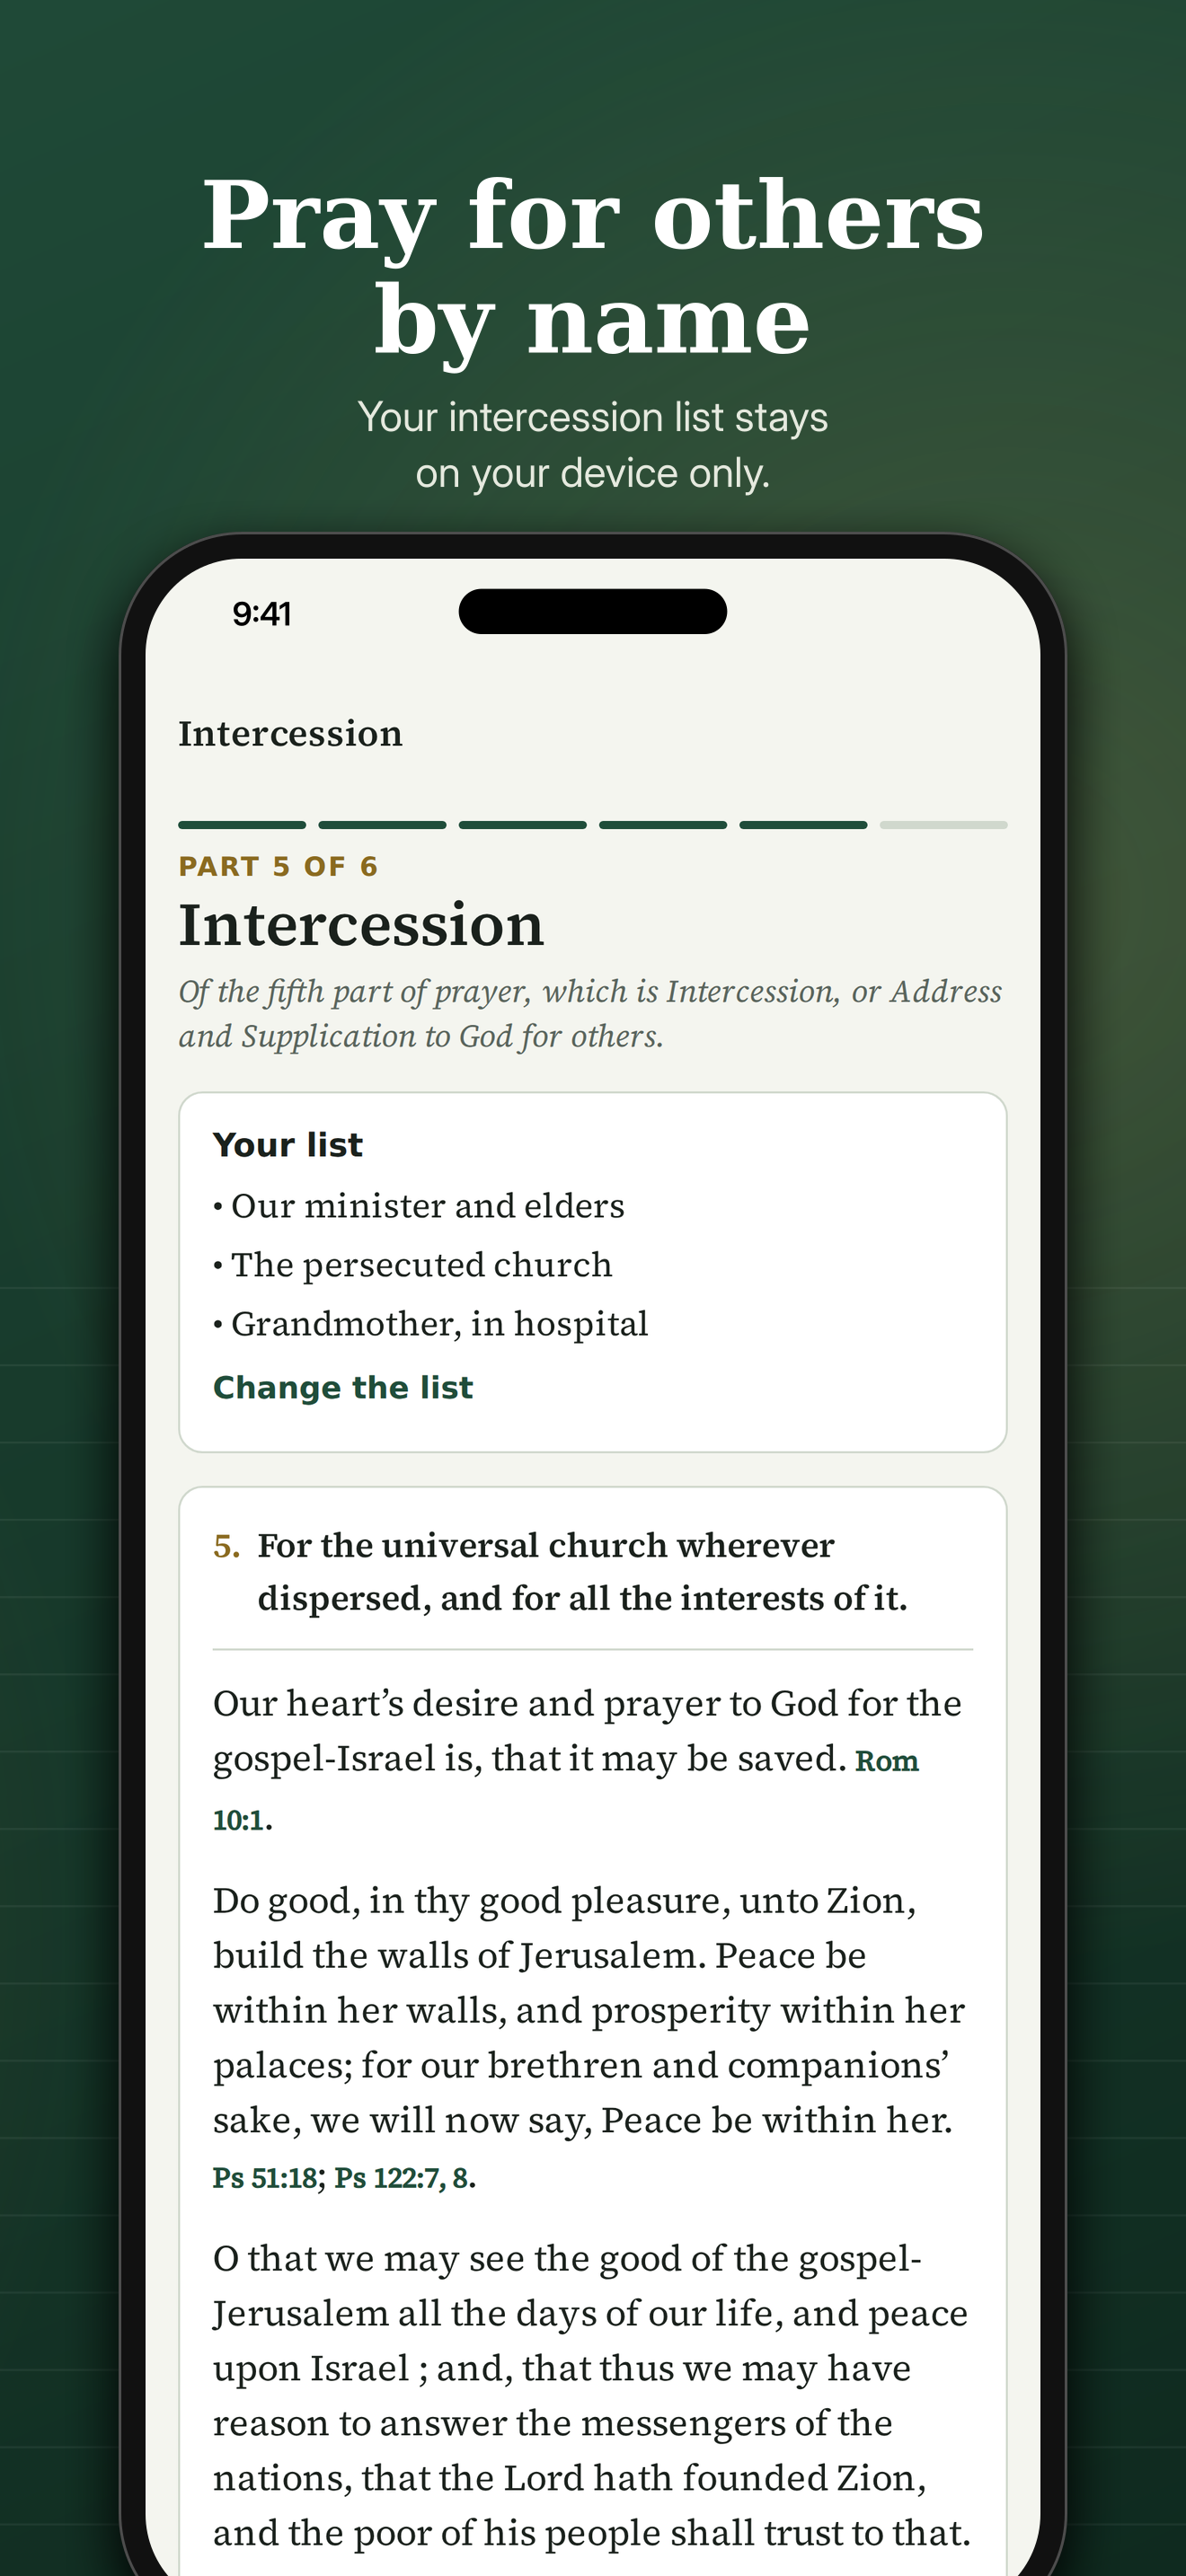 Pray for others
by name
Your intercession list stays
on your device only.
9:41
Intercession
PART 5 OF 6
Intercession
Of the fifth part of prayer, which is Intercession, or Address
and Supplication to God for others.
Your list
• Our minister and elders
• The persecuted church
• Grandmother, in hospital
Change the list
5. For the universal church wherever
dispersed, and for all the interests of it.
Our heart’s desire and prayer to God for the
gospel-Israel is, that it may be saved. Rom
10:1.
Do good, in thy good pleasure, unto Zion,
build the walls of Jerusalem. Peace be
within her walls, and prosperity within her
palaces; for our brethren and companions’
sake, we will now say, Peace be within her.
Ps 51:18; Ps 122:7, 8.
O that we may see the good of the gospel-
Jerusalem all the days of our life, and peace
upon Israel ; and, that thus we may have
reason to answer the messengers of the
nations, that the Lord hath founded Zion,
and the poor of his people shall trust to that.